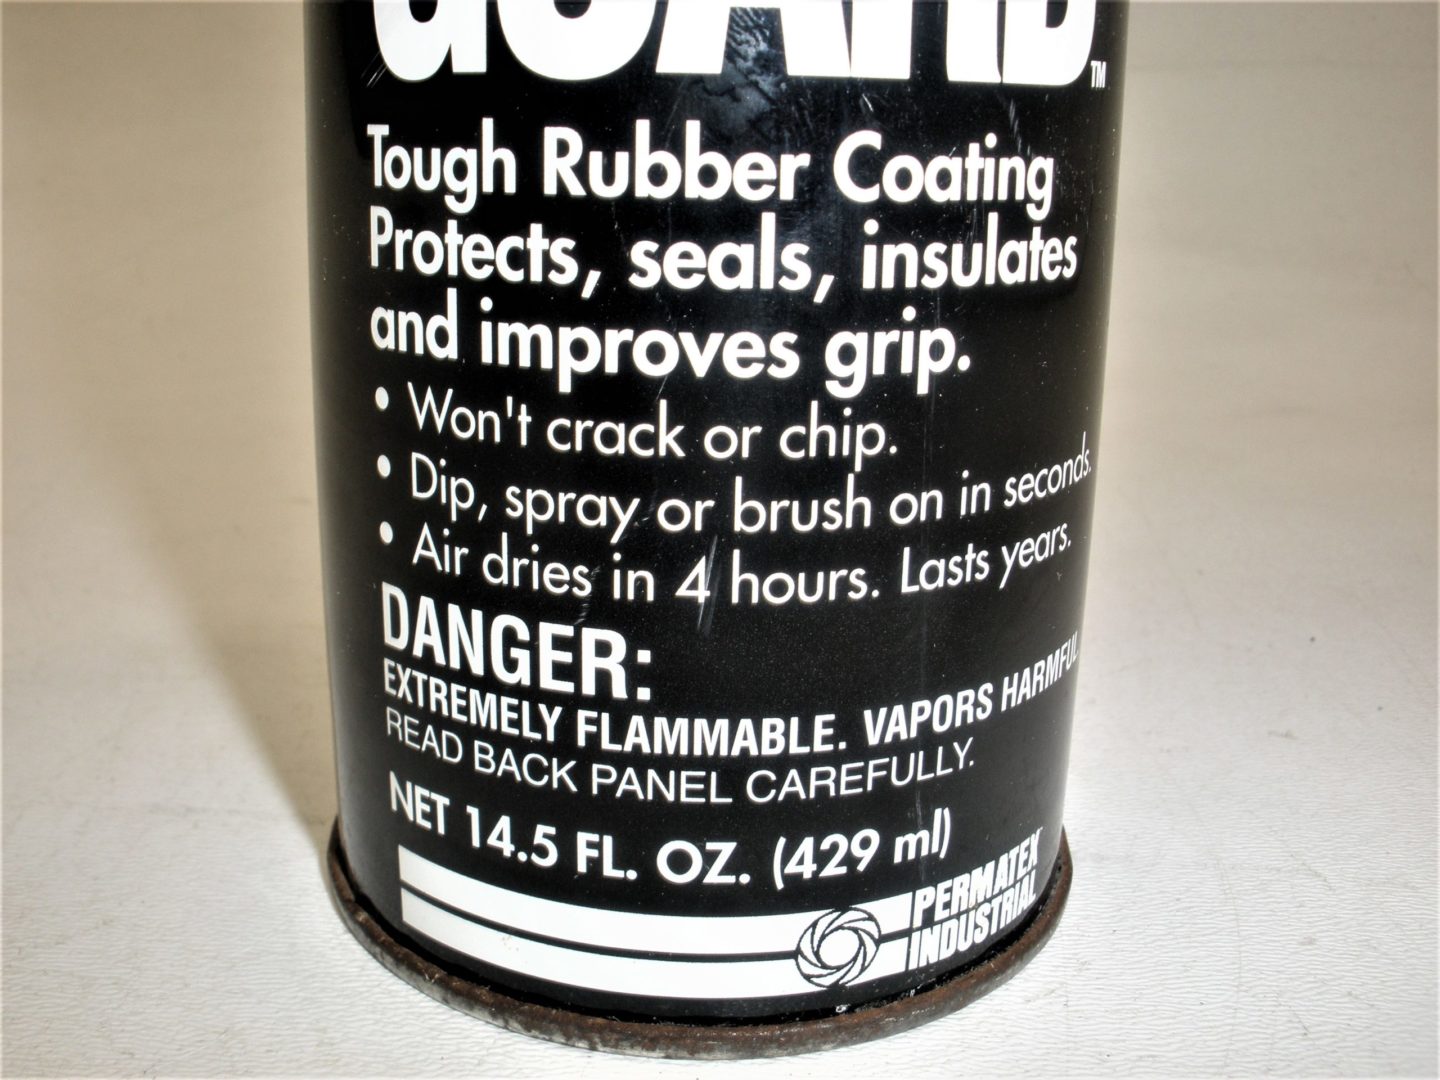 GUARD™
Tough Rubber Coating
Protects, seals, insulates
and improves grip.
• Won't crack or chip.
• Dip, spray or brush on in seconds.
• Air dries in 4 hours. Lasts years.
DANGER:
EXTREMELY FLAMMABLE. VAPORS HARMFUL.
READ BACK PANEL CAREFULLY.
NET 14.5 FL. OZ. (429 ml)
PERMATEX
INDUSTRIAL